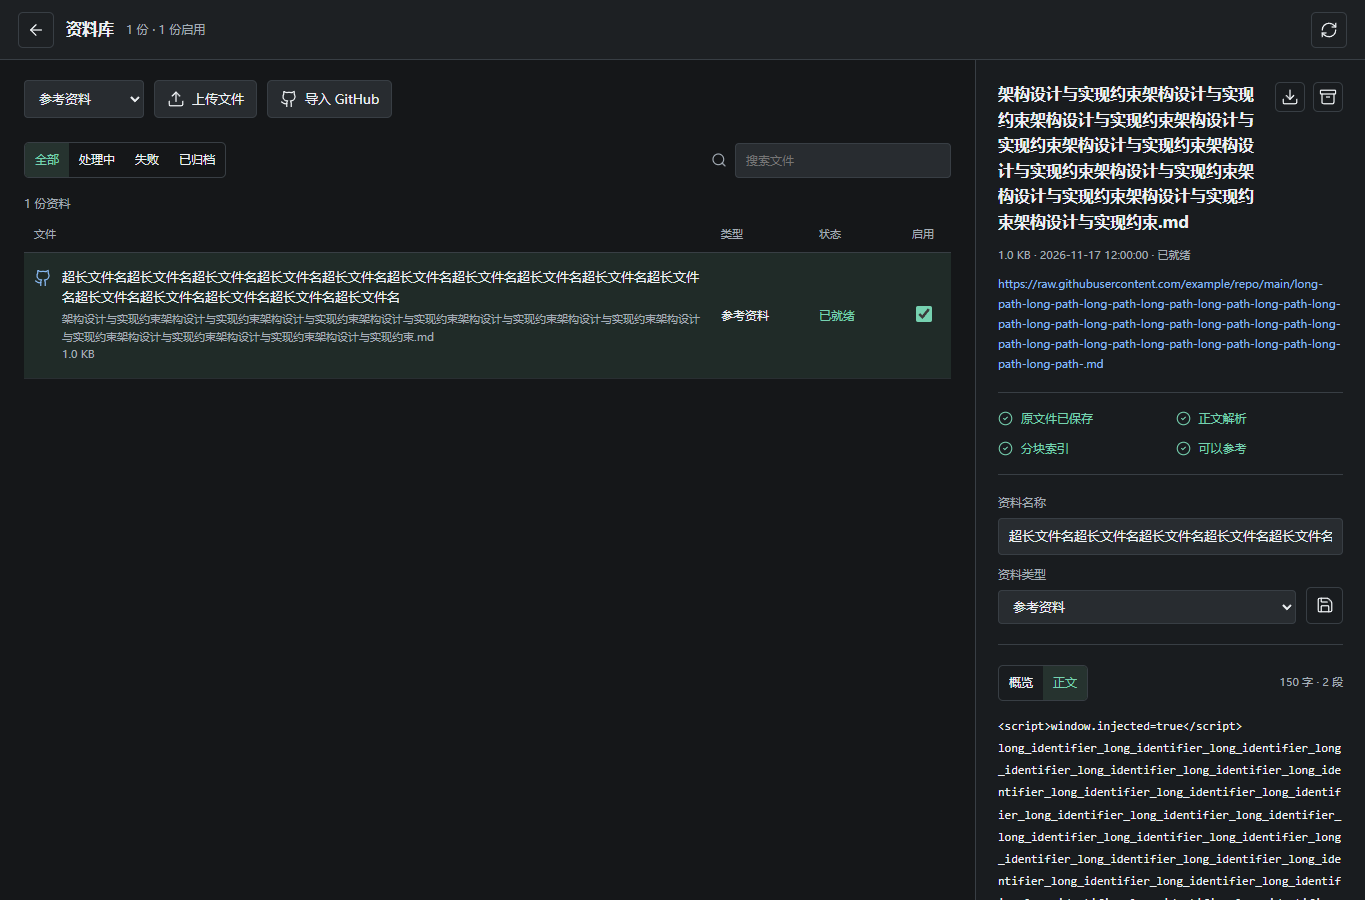 资料库 1 份 · 1 份启用
参考资料 上传文件 导入 GitHub
全部 处理中 失败 已归档 搜索文件
1 份资料
文件 类型 状态 启用
超长文件名超长文件名超长文件名超长文件名超长文件名超长文件名超长文件名超长文件名超长文件名超长文件
名超长文件名超长文件名超长文件名超长文件名超长文件名
架构设计与实现约束架构设计与实现约束架构设计与实现约束架构设计与实现约束架构设计与实现约束架构设计与实现约束架构设计
与实现约束架构设计与实现约束架构设计与实现约束架构设计与实现约束.md
1.0 KB
参考资料 已就绪
架构设计与实现约束架构设计与实现
约束架构设计与实现约束架构设计与
实现约束架构设计与实现约束架构设
计与实现约束架构设计与实现约束架
构设计与实现约束架构设计与实现约
束架构设计与实现约束.md
1.0 KB · 2026-11-17 12:00:00 · 已就绪
https://raw.githubusercontent.com/example/repo/main/long-
path-long-path-long-path-long-path-long-path-long-path-long-
path-long-path-long-path-long-path-long-path-long-path-long-
path-long-path-long-path-long-path-long-path-long-path-long-
path-long-path-.md
原文件已保存 正文解析
分块索引 可以参考
资料名称
超长文件名超长文件名超长文件名超长文件名超长文件名
资料类型
参考资料
概览 正文 150 字 · 2 段
<script>window.injected=true</script>
long_identifier_long_identifier_long_identifier_long
_identifier_long_identifier_long_identifier_long_ide
ntifier_long_identifier_long_identifier_long_identif
ier_long_identifier_long_identifier_long_identifier_
long_identifier_long_identifier_long_identifier_long
_identifier_long_identifier_long_identifier_long_ide
ntifier_long_identifier_long_identifier_long_identif